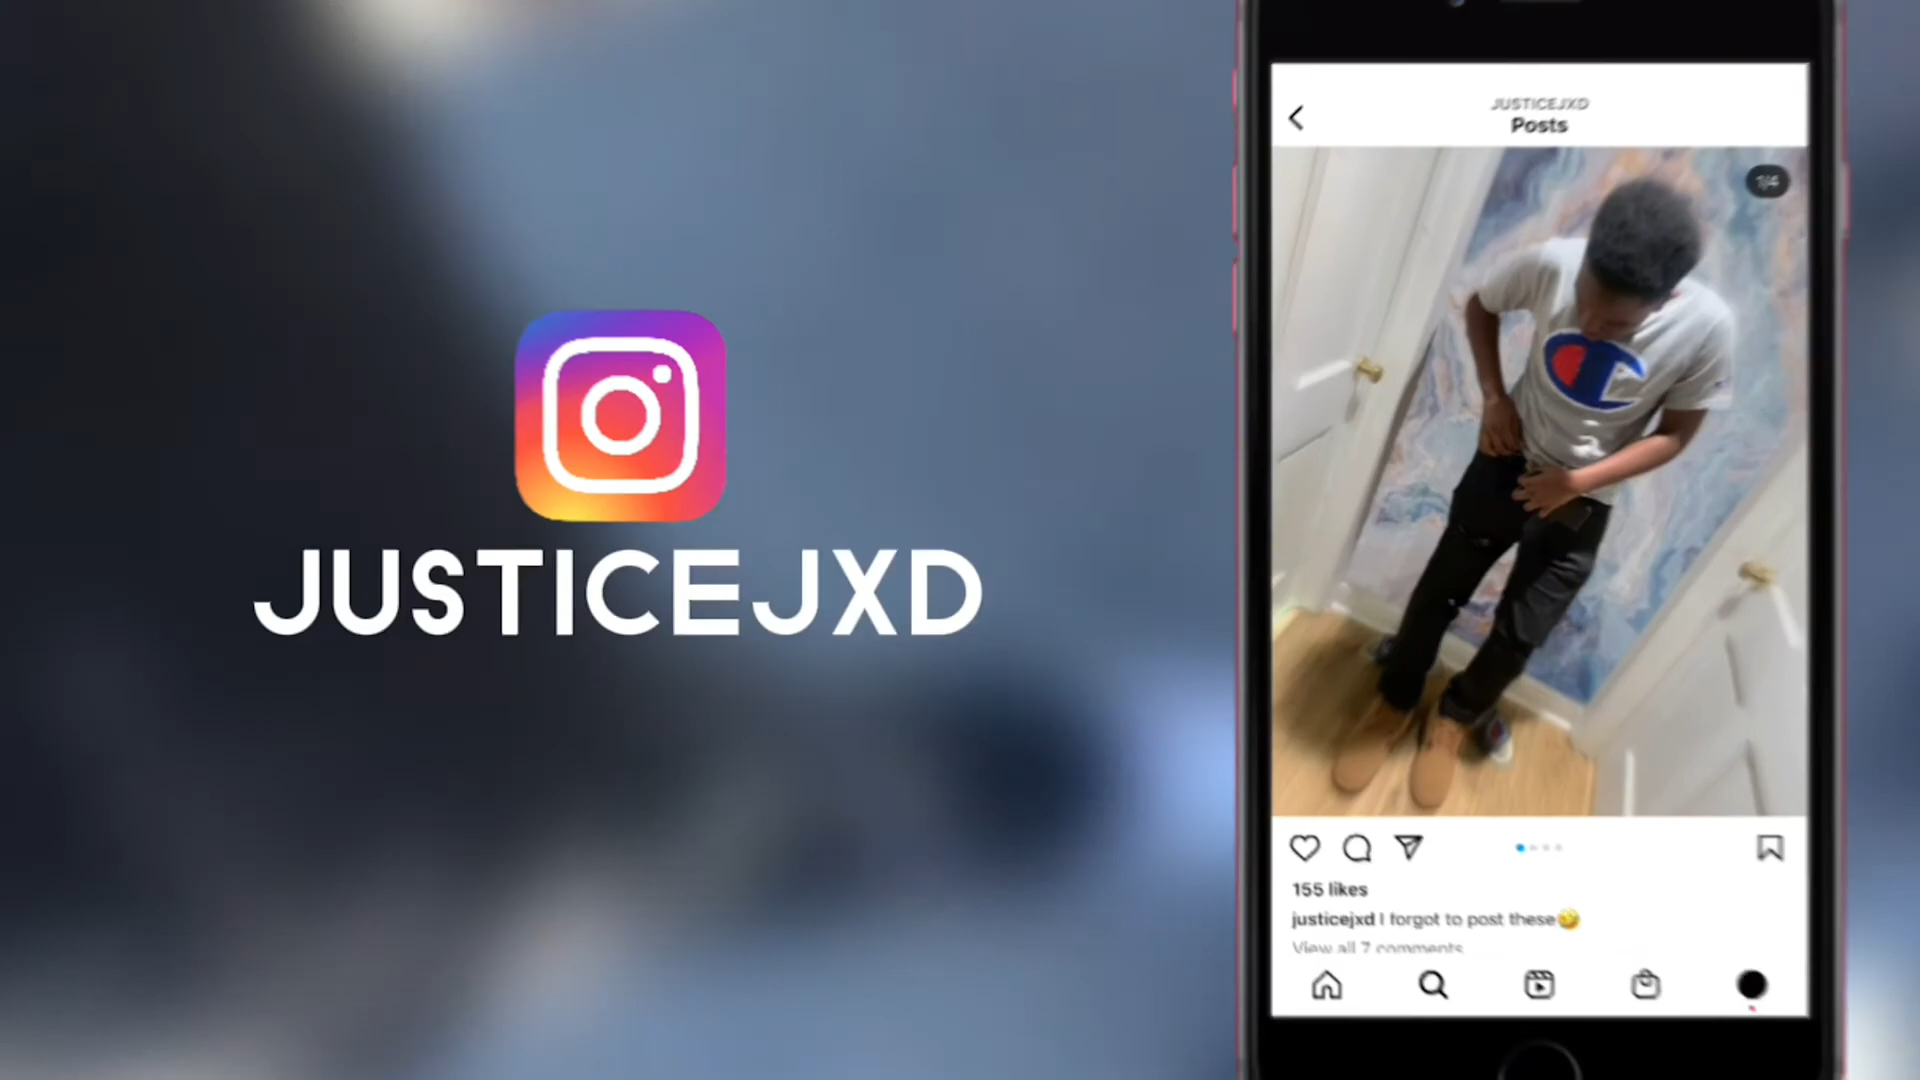 JUSTICEJXD
JUSTICEJXD
Posts
1/4
155 likes
justicejxd I forgot to post these🤣
View all 7 comments